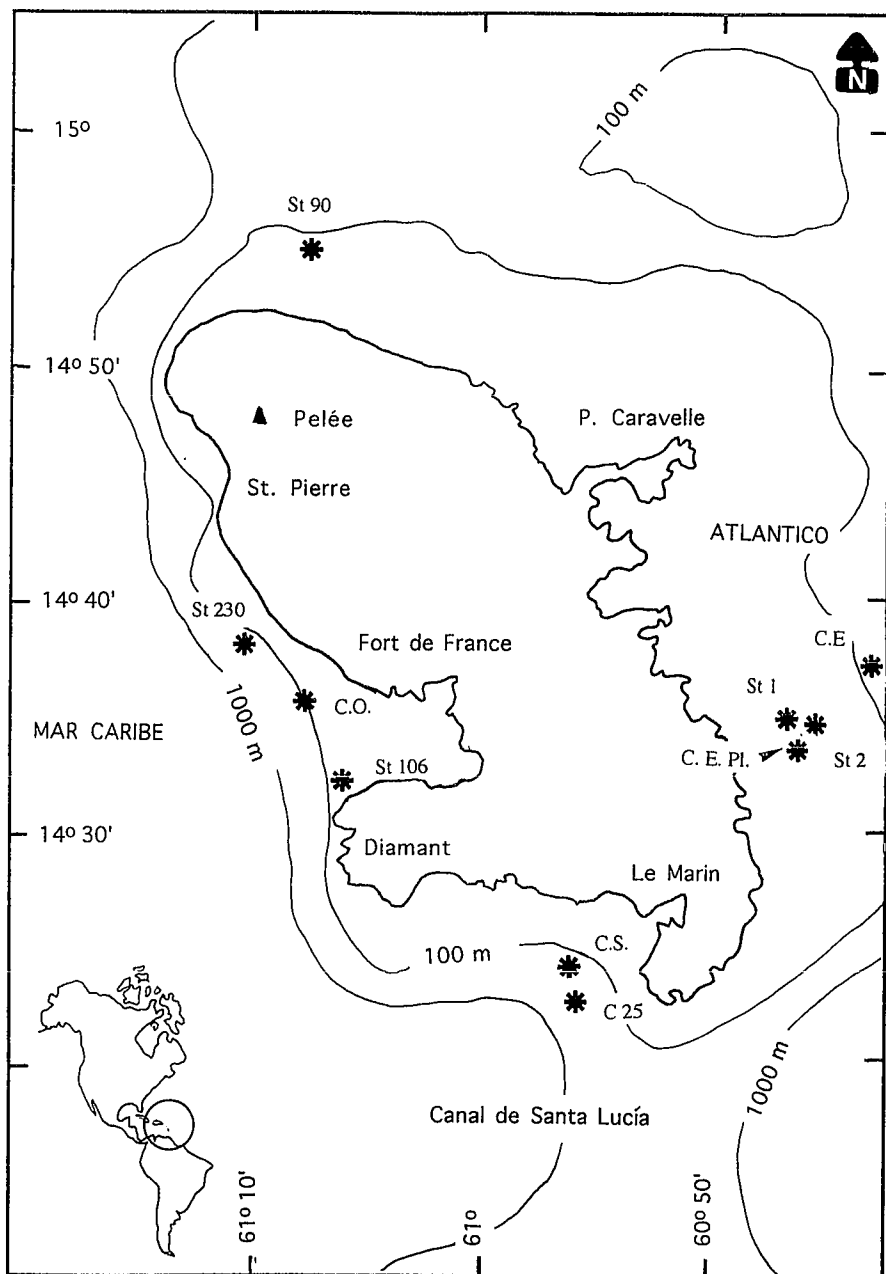 N
100 m
15º
St 90
14º 50'
Pelée
P. Caravelle
St. Pierre
ATLANTICO
14º 40'
St 230
Fort de France
C.E
1000 m
C.O.
St 1
MAR CARIBE
St 106
C. E. Pl.
St 2
14º 30'
Diamant
Le Marin
100 m
C.S.
C 25
1000 m
Canal de Santa Lucía
61º 10'
61º
60º 50'